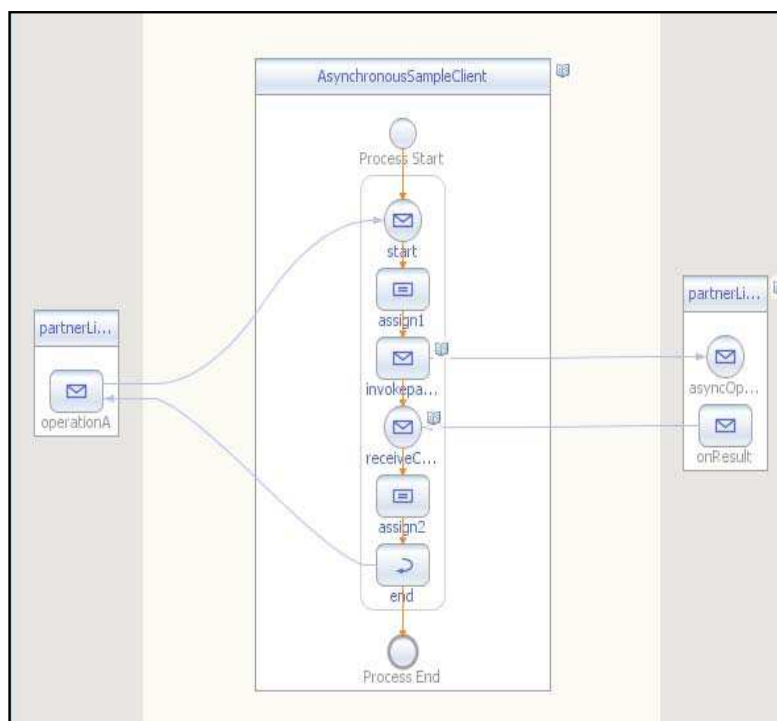 AsynchronousSampleClient
Process Start
start
assign1
invokepa...
receiveC...
assign2
end
Process End
partnerLi...
operationA
partnerLi...
asyncOp...
onResult